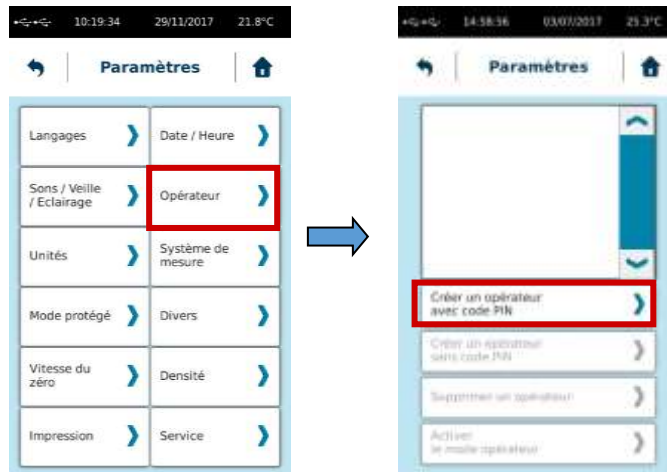 10:19:34 29/11/2017 21.8°C
Paramètres
Langages
Date / Heure
Sons / Veille
/ Eclairage
Opérateur
Unités
Système de
mesure
Mode protégé
Divers
Vitesse du
zéro
Densité
Impression
Service
14:58:56 03/07/2017 25.3°C
Paramètres
Créer un opérateur
avec code PIN
Créer un opérateur
sans code PIN
Supprimer un opérateur
Activer
le mode opérateur